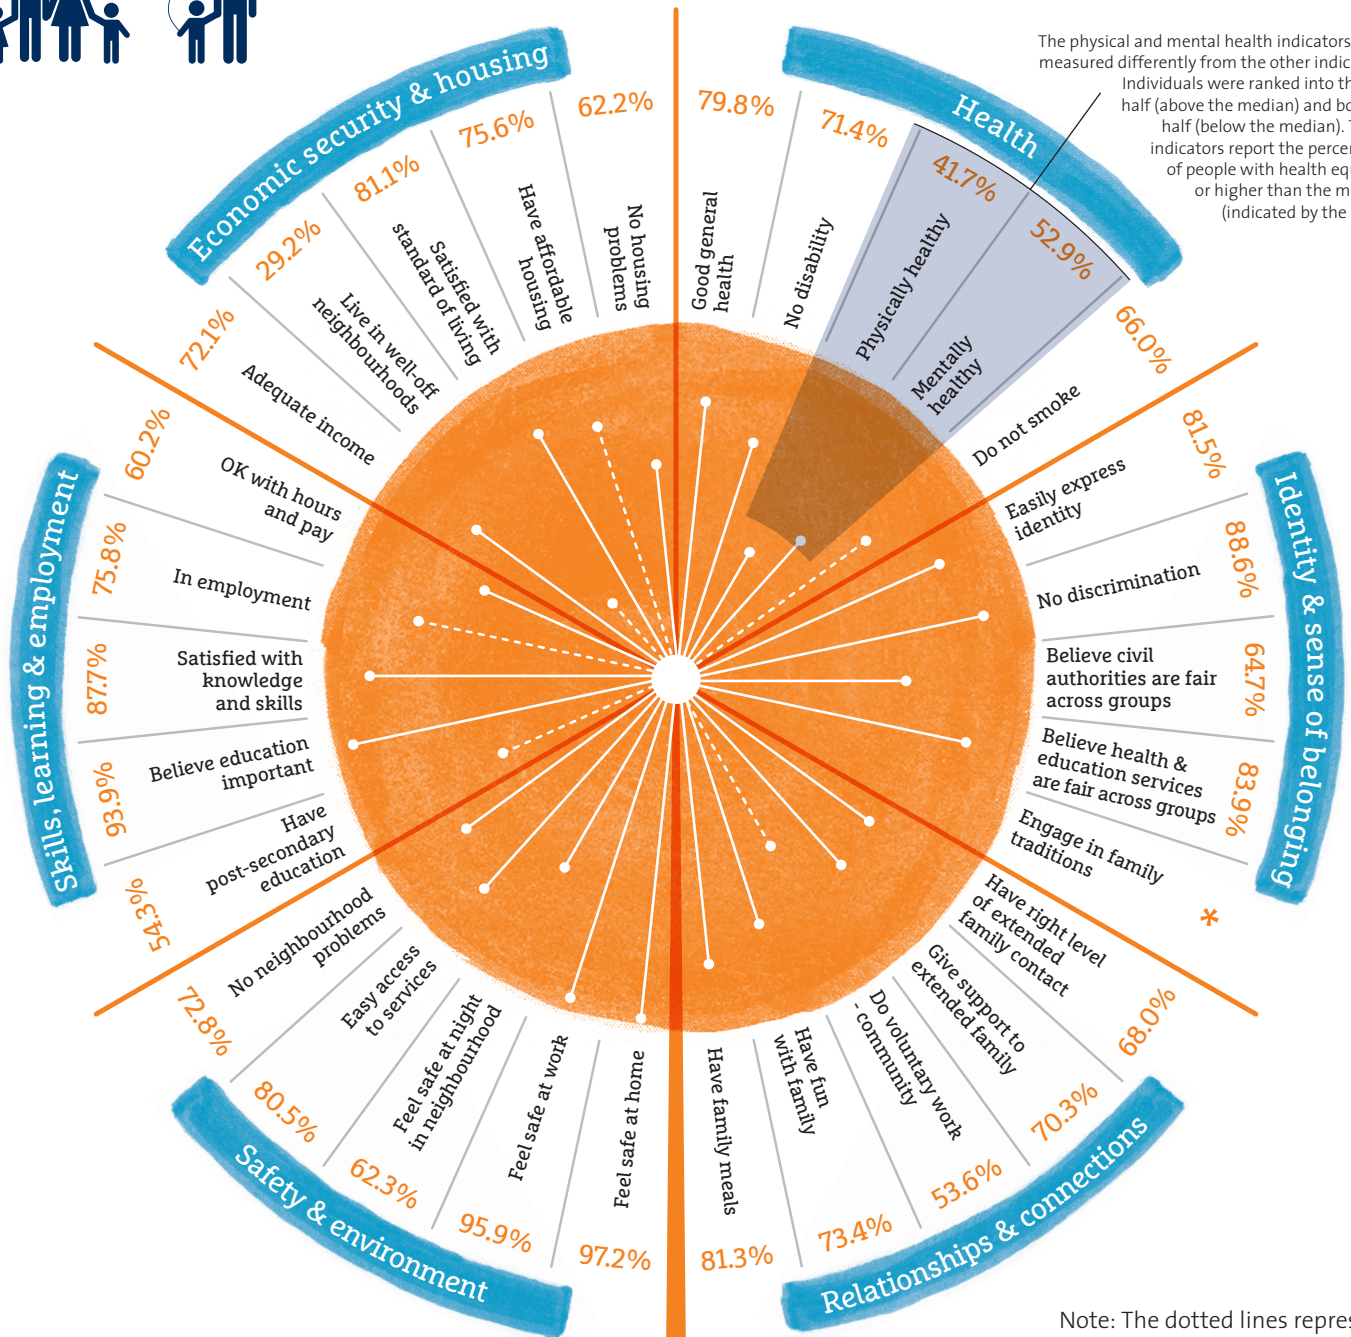 The physical and mental health indicators
measured differently from the other indic
Individuals were ranked into th
half (above the median) and bo
half (below the median). T
indicators report the percen
of people with health equ
or higher than the m
(indicated by the
Health
79.8%
Good general
health
71.4%
No disability
41.7%
Physically healthy
52.9%
Mentally
healthy
66.0%
Do not smoke
Identity & sense of belonging
81.5%
Easily express
identity
88.6%
No discrimination
64.7%
Believe civil
authorities are fair
across groups
83.9%
Believe health &
education services
are fair across groups
*
Engage in family
traditions
Relationships & connections
68.0%
Have right level
of extended
family contact
70.3%
Give support to
extended family
53.6%
Do voluntary work
- community
73.4%
Have fun
with family
81.3%
Have family meals
Safety & environment
97.2%
Feel safe at home
95.9%
Feel safe at work
62.3%
Feel safe at night
in neighbourhood
80.5%
Easy access
to services
72.8%
No neighbourhood
problems
Skills, learning & employment
54.3%
Have
post-secondary
education
93.9%
Believe education
important
87.7%
Satisfied with
knowledge
and skills
75.8%
In employment
60.2%
OK with hours
and pay
Economic security & housing
72.1%
Adequate income
29.2%
Live in well-off
neighbourhoods
81.1%
Satisfied with
standard of living
75.6%
Have affordable
housing
62.2%
No housing
problems
Note: The dotted lines repres